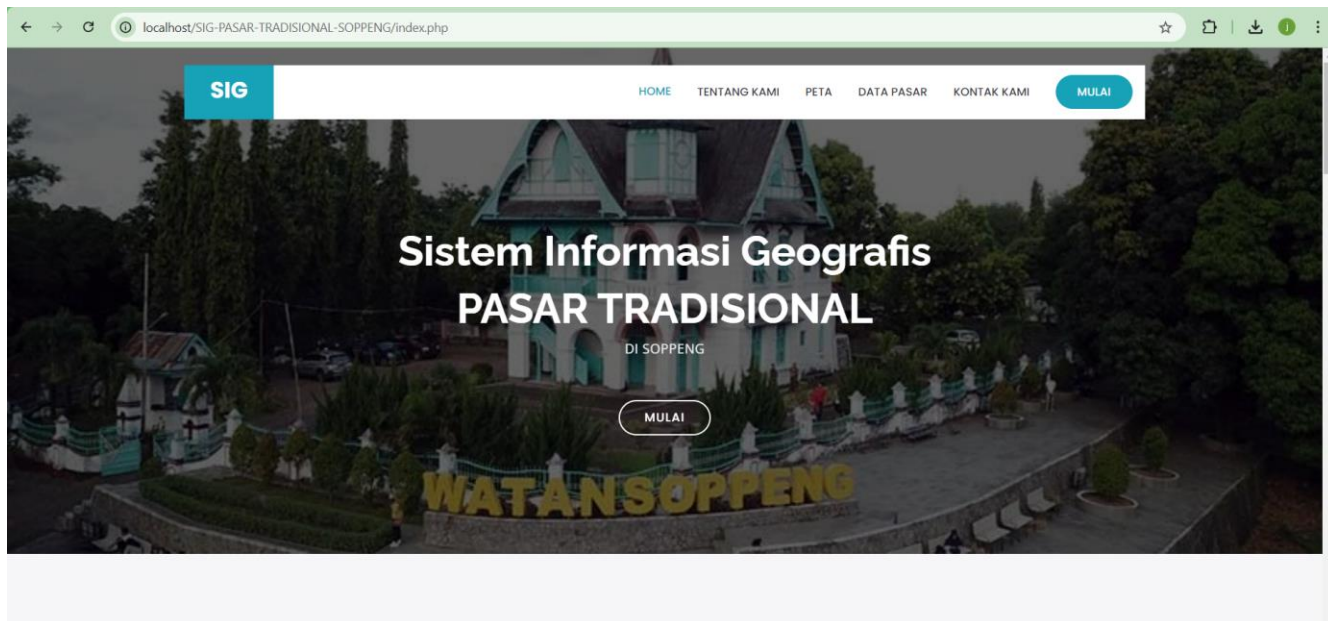 localhost/SIG-PASAR-TRADISIONAL-SOPPENG/index.php
SIG
HOME TENTANG KAMI PETA DATA PASAR KONTAK KAMI MULAI
Sistem Informasi Geografis
PASAR TRADISIONAL
DI SOPPENG
MULAI
WATANSOPPENG